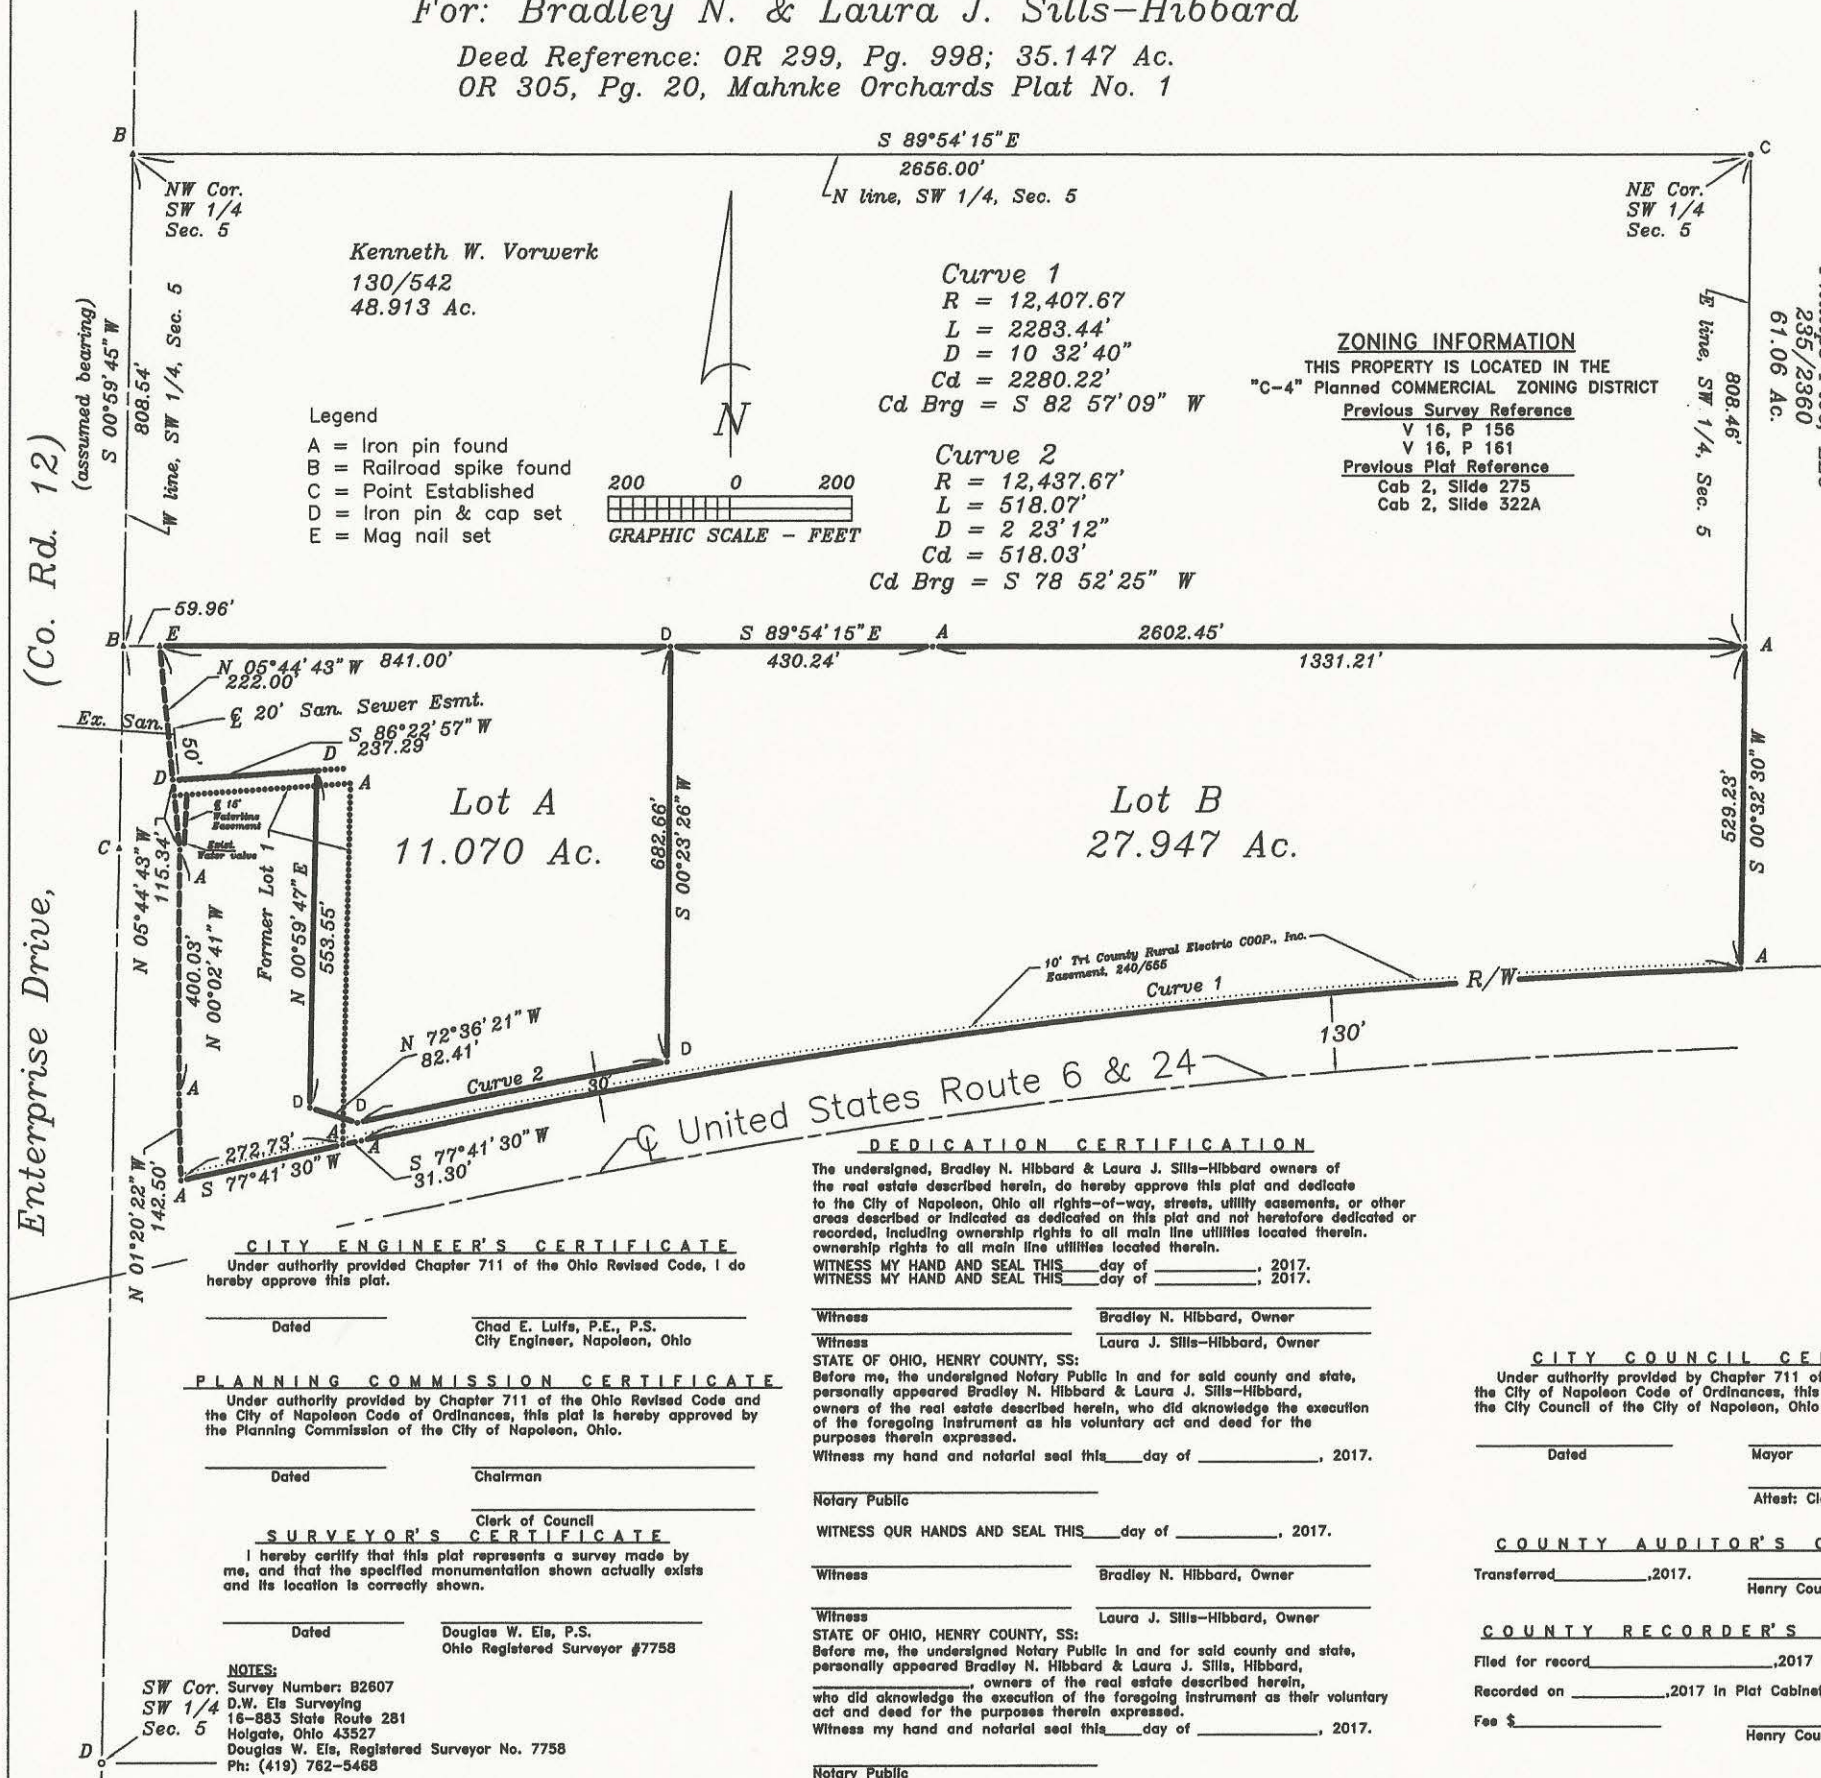 For: Bradley N. & Laura J. Sills-Hibbard
Deed Reference: OR 299, Pg. 998; 35.147 Ac.
OR 305, Pg. 20, Mahnke Orchards Plat No. 1
B
S 89°54'15" E
C
2656.00'
N line, SW 1/4, Sec. 5
NW Cor.
SW 1/4
Sec. 5
NE Cor.
SW 1/4
Sec. 5
Kenneth W. Vorwerk
130/542
48.913 Ac.
(assumed bearing)
S 00°59'45" W
808.54'
W line, SW 1/4, Sec. 5
N
Curve 1
R = 12,407.67
L = 2283.44'
D = 10 32'40"
Cd = 2280.22'
Cd Brg = S 82 57'09" W
Curve 2
R = 12,437.67'
L = 518.07'
D = 2 23'12"
Cd = 518.03'
Cd Brg = S 78 52'25" W
ZONING INFORMATION
THIS PROPERTY IS LOCATED IN THE
"C-4" Planned COMMERCIAL ZONING DISTRICT
Previous Survey Reference
V 16, P 156
V 16, P 161
Previous Plat Reference
Cab 2, Slide 275
Cab 2, Slide 322A
E line, SW 1/4, Sec. 5
808.46'
235/2360
61.06 Ac.
Legend
A = Iron pin found
B = Railroad spike found
C = Point Established
D = Iron pin & cap set
E = Mag nail set
200 0 200
GRAPHIC SCALE - FEET
Enterprise Drive, (Co. Rd. 12)
59.96'
B E D S 89°54'15" E A 2602.45' A
841.00' 430.24' 1331.21'
N 05°44'43" W
222.00'
Ex. San.
℄ 20' San. Sewer Esmt.
S 86°22'57" W
237.29'
50'
D
D
A
℄ 15'
Waterline
Easement
Exist.
Water valve
C
A
N 05°44'43" W
115.34'
400.03'
N 00°02'41" W
Former Lot 1
N 00°59'47" E
553.55'
Lot A
11.070 Ac.
682.66'
S 00°23'26" W
Lot B
27.947 Ac.
529.23'
S 00°23'30" W
A
10' Tri County Rural Electric COOP., Inc.
Easement, 240/555
Curve 1
R/W
130'
N 72°36'21" W
82.41'
Curve 2
30'
D
A
D
D
A
A
272.73'
S 77°41'30" W
S 77°41'30" W
31.30'
A
N 01°20'22" W
142.50'
℄ United States Route 6 & 24
DEDICATION CERTIFICATION
The undersigned, Bradley N. Hibbard & Laura J. Sills-Hibbard owners of
the real estate described herein, do hereby approve this plat and dedicate
to the City of Napoleon, Ohio all rights-of-way, streets, utility easements, or other
areas described or indicated as dedicated on this plat and not heretofore dedicated or
recorded, including ownership rights to all main line utilities located therein.
ownership rights to all main line utilities located therein.
WITNESS MY HAND AND SEAL THIS____day of __________, 2017.
WITNESS MY HAND AND SEAL THIS____day of __________, 2017.
Witness Bradley N. Hibbard, Owner
Witness Laura J. Sills-Hibbard, Owner
STATE OF OHIO, HENRY COUNTY, SS:
Before me, the undersigned Notary Public in and for said county and state,
personally appeared Bradley N. Hibbard & Laura J. Sills-Hibbard,
owners of the real estate described herein, who did aknowledge the execution
of the foregoing instrument as his voluntary act and deed for the
purposes therein expressed.
Witness my hand and notarial seal this____day of ____________, 2017.
Notary Public
WITNESS OUR HANDS AND SEAL THIS____day of __________, 2017.
Witness Bradley N. Hibbard, Owner
Witness Laura J. Sills-Hibbard, Owner
STATE OF OHIO, HENRY COUNTY, SS:
Before me, the undersigned Notary Public in and for said county and state,
personally appeared Bradley N. Hibbard & Laura J. Sills, Hibbard,
______________, owners of the real estate described herein,
who did aknowledge the execution of the foregoing instrument as their voluntary
act and deed for the purposes therein expressed.
Witness my hand and notarial seal this____day of ____________, 2017.
Notary Public
CITY ENGINEER'S CERTIFICATE
Under authority provided Chapter 711 of the Ohio Revised Code, I do
hereby approve this plat.
Dated Chad E. Lulfs, P.E., P.S.
City Engineer, Napoleon, Ohio
PLANNING COMMISSION CERTIFICATE
Under authority provided by Chapter 711 of the Ohio Revised Code and
the City of Napoleon Code of Ordinances, this plat is hereby approved by
the Planning Commission of the City of Napoleon, Ohio.
Dated Chairman
Clerk of Council
SURVEYOR'S CERTIFICATE
I hereby certify that this plat represents a survey made by
me, and that the specified monumentation shown actually exists
and its location is correctly shown.
Dated Douglas W. Eis, P.S.
Ohio Registered Surveyor #7758
SW Cor.
SW 1/4
Sec. 5
D
NOTES:
Survey Number: B2607
D.W. Eis Surveying
16-883 State Route 281
Holgate, Ohio 43527
Douglas W. Eis, Registered Surveyor No. 7758
Ph: (419) 762-5468
CITY COUNCIL CE
Under authority provided by Chapter 711 of
the City of Napoleon Code of Ordinances, this
the City Council of the City of Napoleon, Ohio
Dated Mayor
Attest: Cl
COUNTY AUDITOR'S C
Transferred__________,2017.
Henry Cou
COUNTY RECORDER'S
Filed for record____________________,2017
Recorded on __________,2017 in Plat Cabinet
Fee $________________
Henry Cou